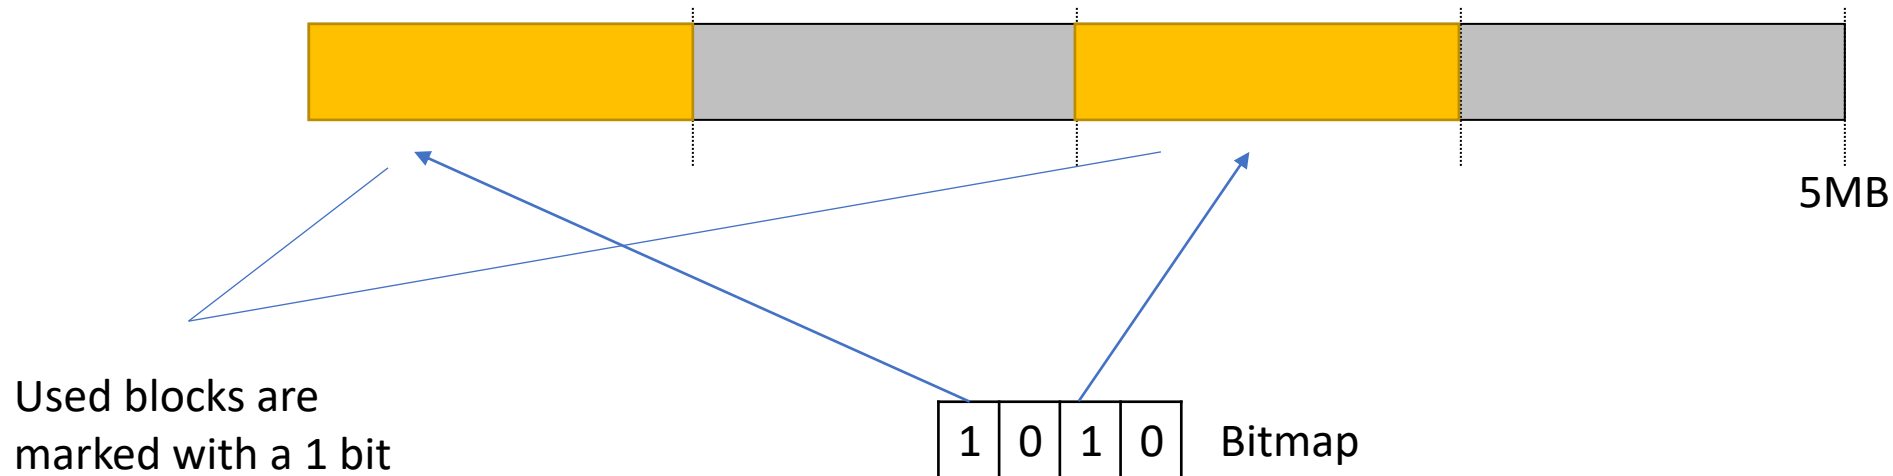 5MB
Used blocks are
marked with a 1 bit
1 0 1 0 Bitmap